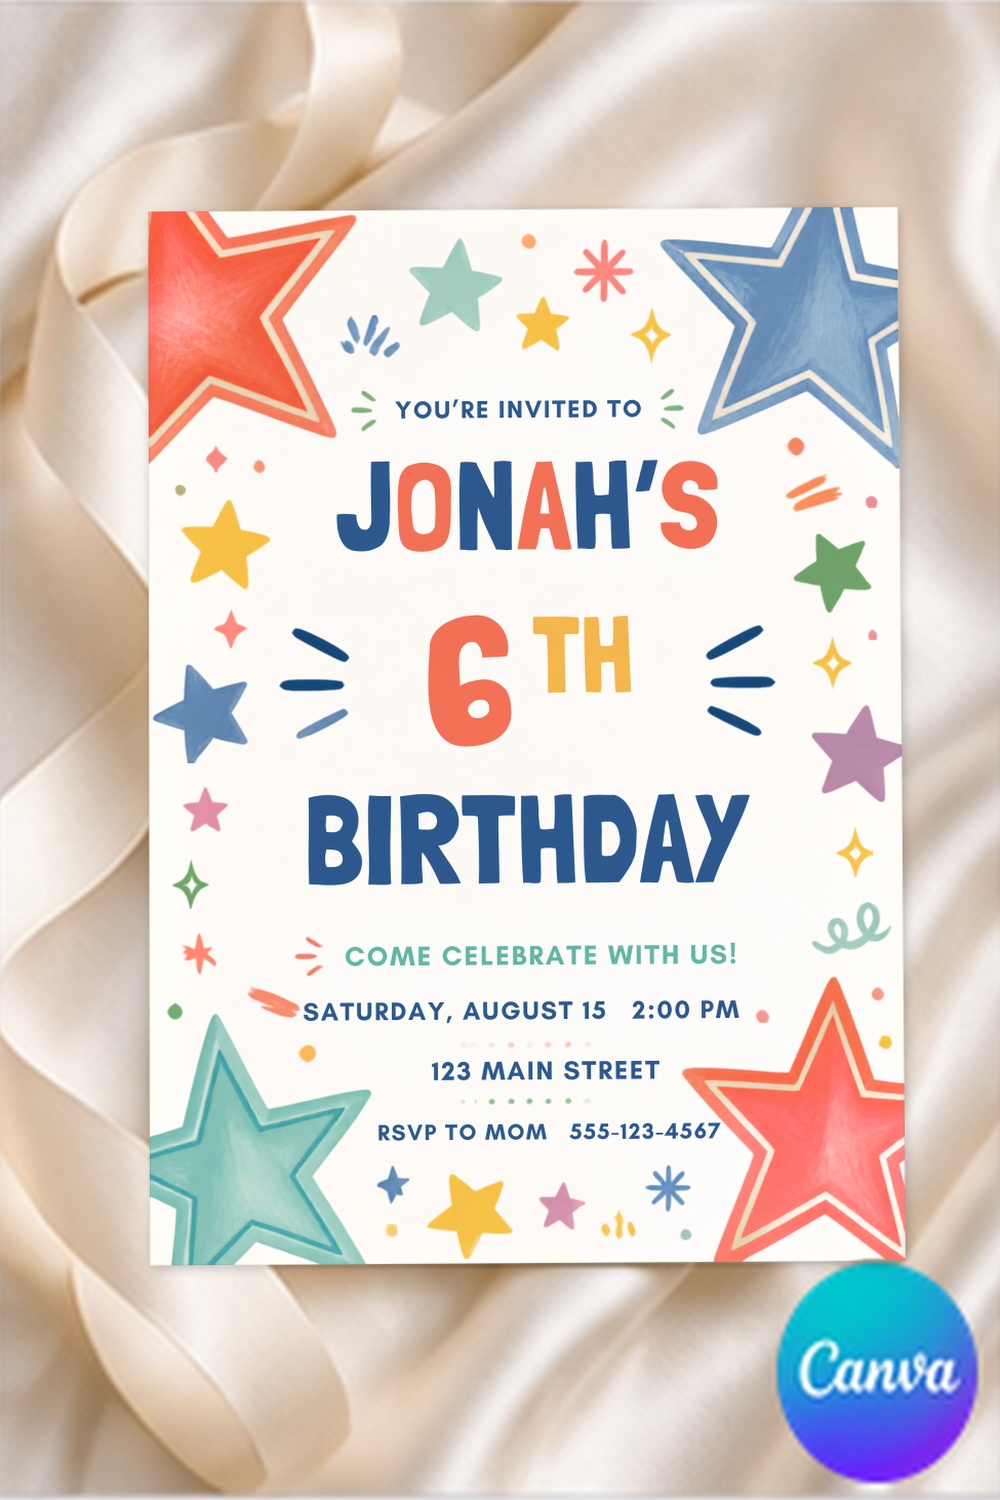 YOU'RE INVITED TO
JONAH'S
6TH
BIRTHDAY
COME CELEBRATE WITH US!
SATURDAY, AUGUST 15 2:00 PM
123 MAIN STREET
RSVP TO MOM 555-123-4567
Canva